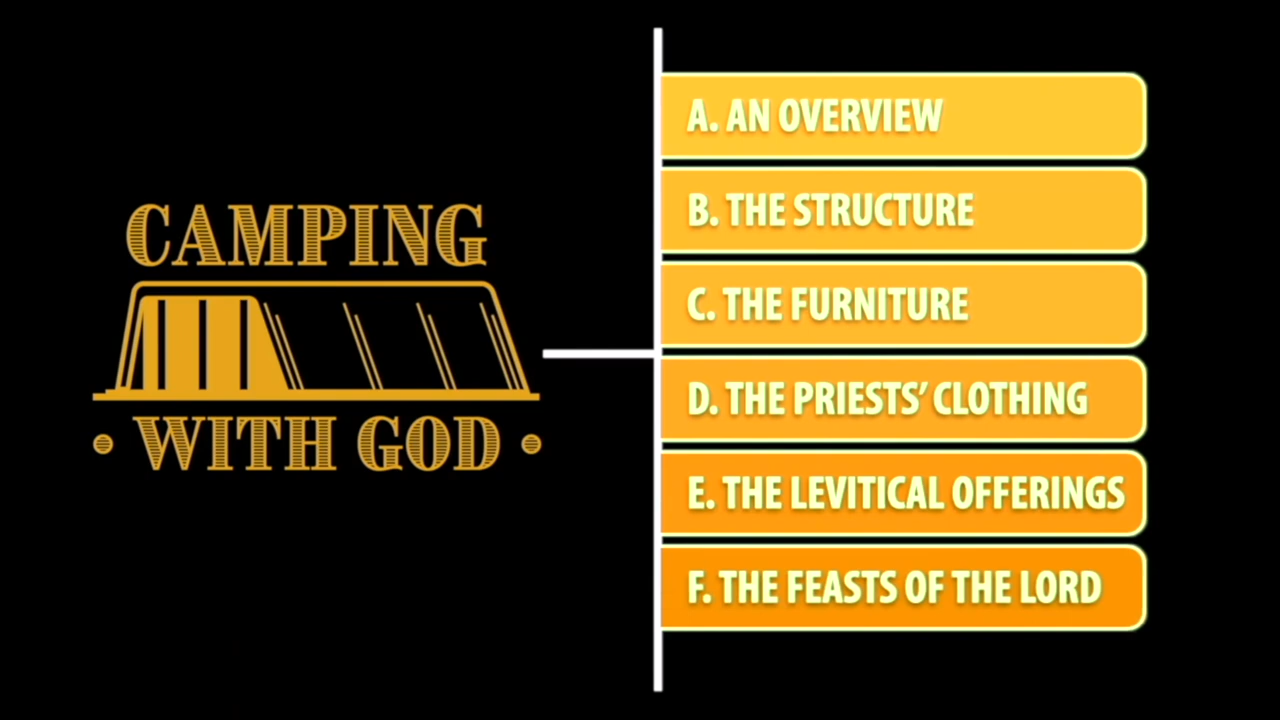 CAMPING
• WITH GOD •
A. AN OVERVIEW
B. THE STRUCTURE
C. THE FURNITURE
D. THE PRIESTS’ CLOTHING
E. THE LEVITICAL OFFERINGS
F. THE FEASTS OF THE LORD